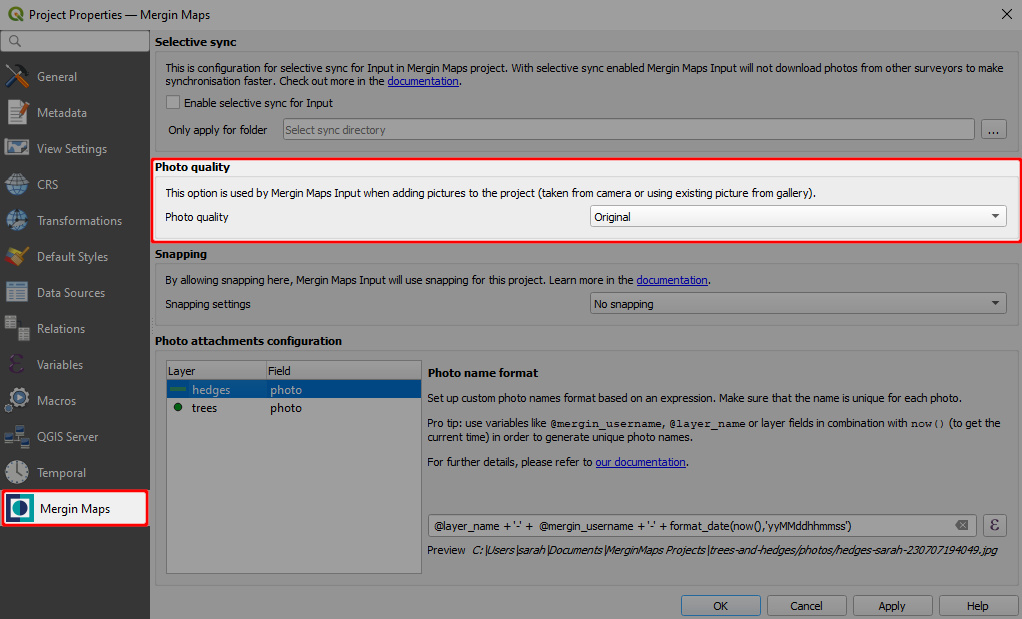 Project Properties — Mergin Maps
General
Metadata
View Settings
CRS
Transformations
Default Styles
Data Sources
Relations
Variables
Macros
QGIS Server
Temporal
Mergin Maps
Selective sync
This is configuration for selective sync for Input in Mergin Maps project. With selective sync enabled Mergin Maps Input will not download photos from other surveyors to make
synchronisation faster. Check out more in the documentation.
Enable selective sync for Input
Only apply for folder Select sync directory ...
Photo quality
This option is used by Mergin Maps Input when adding pictures to the project (taken from camera or using existing picture from gallery).
Photo quality Original
Snapping
By allowing snapping here, Mergin Maps Input will use snapping for this project. Learn more in the documentation.
Snapping settings No snapping
Photo attachments configuration
Layer Field
hedges photo
trees photo
Photo name format
Set up custom photo names format based on an expression. Make sure that the name is unique for each photo.
Pro tip: use variables like @mergin_username, @layer_name or layer fields in combination with now() (to get the
current time) in order to generate unique photo names.
For further details, please refer to our documentation.
@layer_name + '-' + @mergin_username + '-' + format_date(now(),'yyMMddhhmmss') ε
Preview C:\Users\sarah\Documents\MerginMaps Projects\trees-and-hedges/photos/hedges-sarah-230707194049.jpg
OK Cancel Apply Help